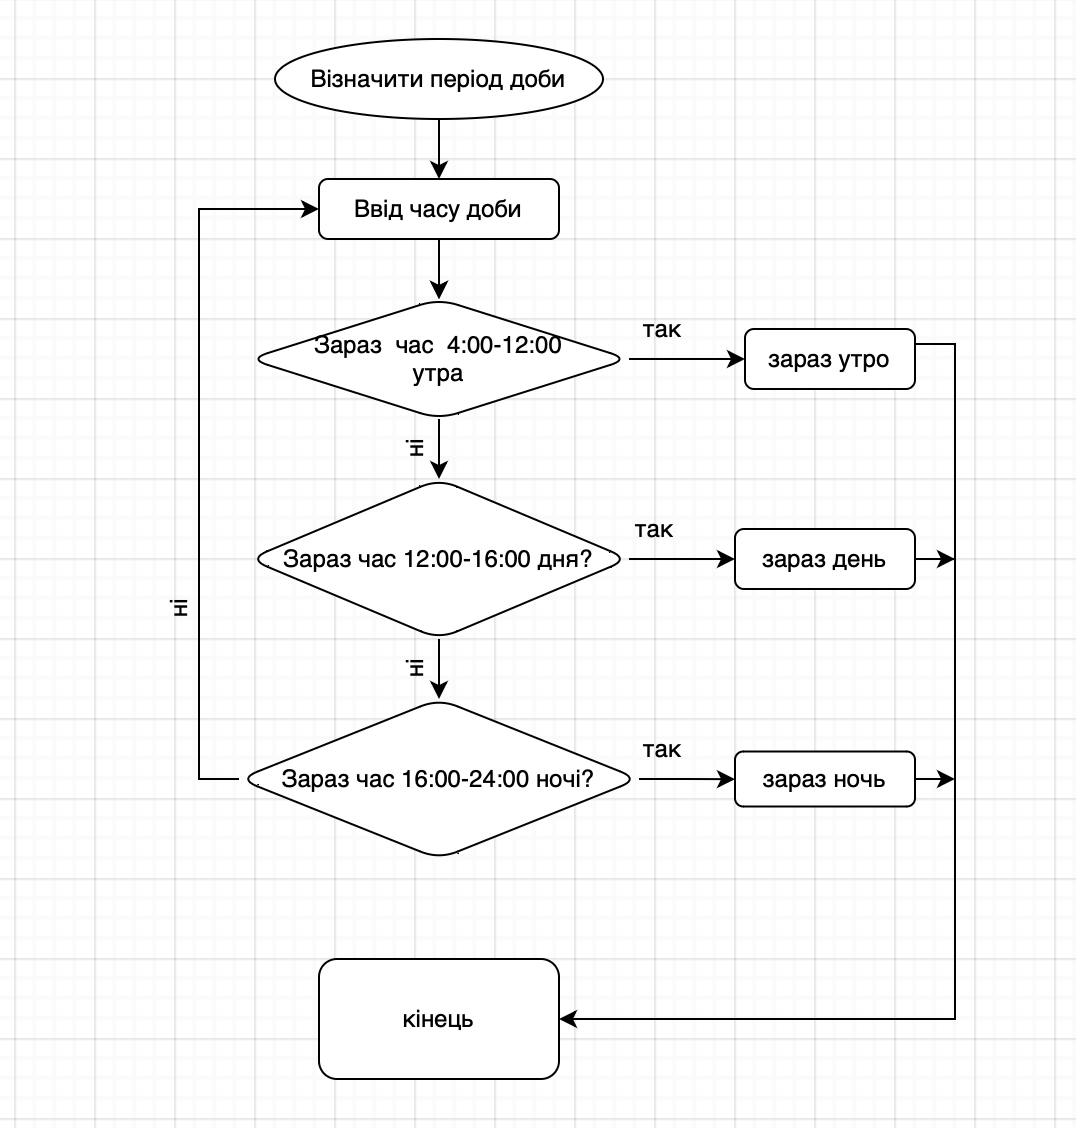 Візначити період доби
Ввід часу доби
Зараз час 4:00-12:00
утра
так
зараз утро
ні
Зараз час 12:00-16:00 дня?
так
зараз день
ні
ні
Зараз час 16:00-24:00 ночі?
так
зараз ночь
кінець